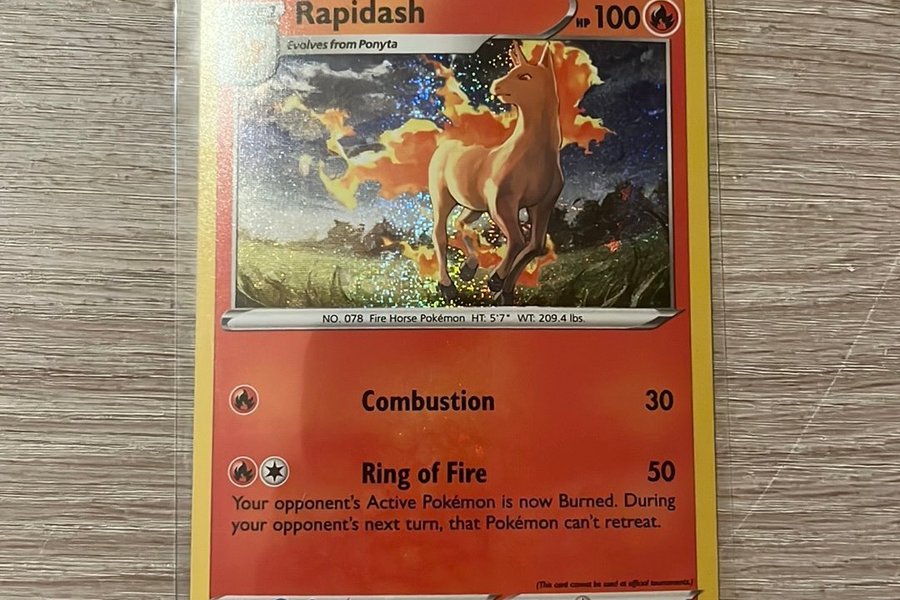 Rapidash
HP 100
Evolves from Ponyta
NO. 078 Fire Horse Pokémon HT: 5'7" WT: 209.4 lbs.
Combustion 30
Ring of Fire 50
Your opponent's Active Pokémon is now Burned. During
your opponent's next turn, that Pokémon can't retreat.
(This card cannot be used at official tournaments.)